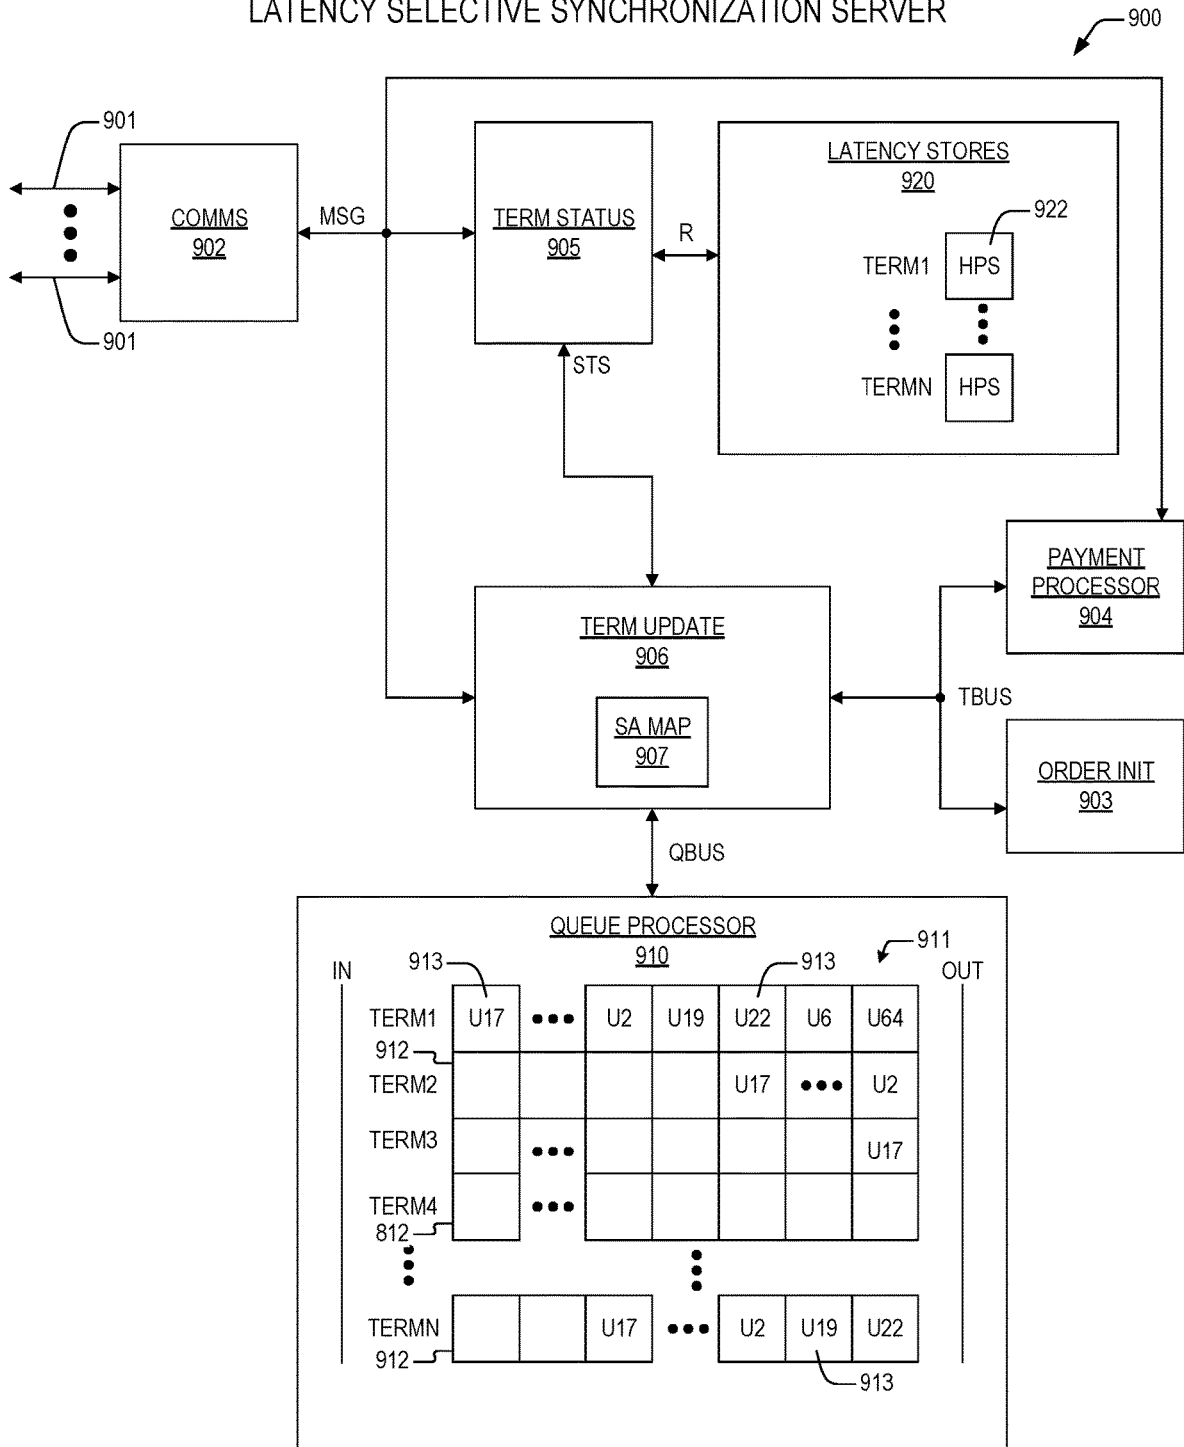 LATENCY SELECTIVE SYNCHRONIZATION SERVER
900
901
COMMS
902
901
MSG
TERM STATUS
905
R
LATENCY STORES
920
922
TERM1 HPS
TERMN HPS
STS
PAYMENT
PROCESSOR
904
TERM UPDATE
906
SA MAP
907
TBUS
ORDER INIT
903
QBUS
QUEUE PROCESSOR
910
911
IN 913 913 OUT
TERM1 U17 U2 U19 U22 U6 U64
912
TERM2 U17 U2
TERM3 U17
TERM4
812
TERMN U17 U2 U19 U22
912
913